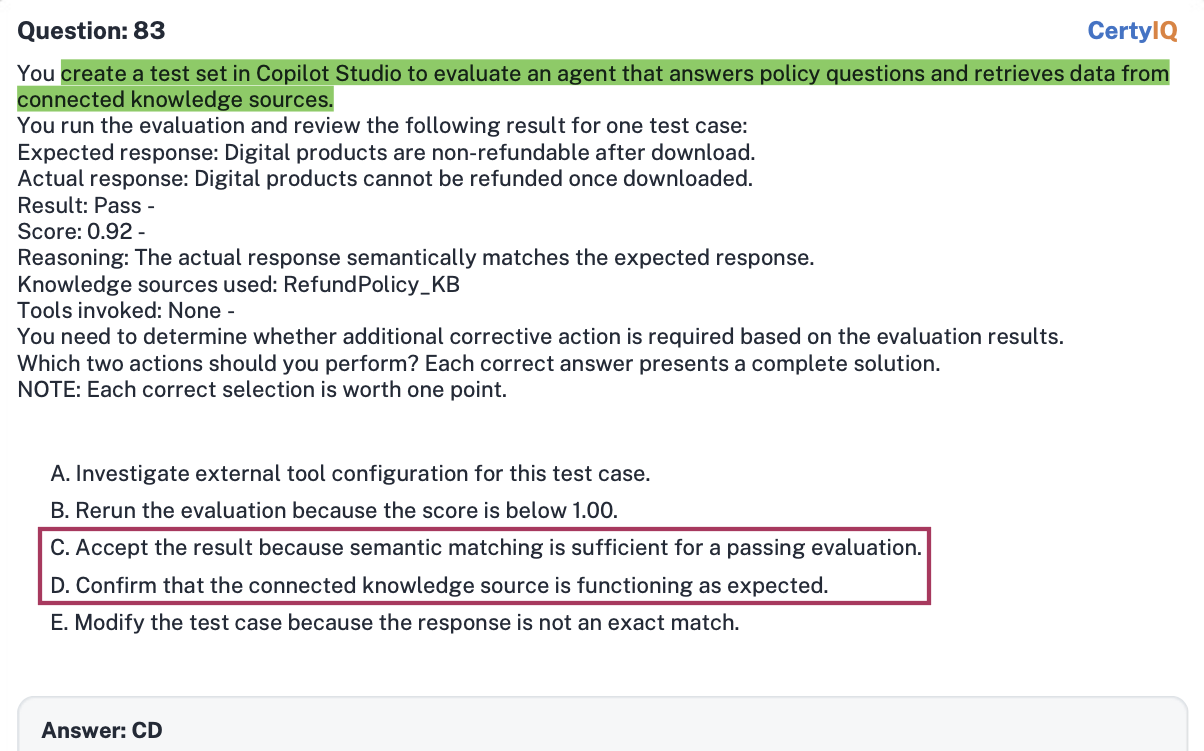 Question: 83
CertyIQ
You create a test set in Copilot Studio to evaluate an agent that answers policy questions and retrieves data from
connected knowledge sources.
You run the evaluation and review the following result for one test case:
Expected response: Digital products are non-refundable after download.
Actual response: Digital products cannot be refunded once downloaded.
Result: Pass -
Score: 0.92 -
Reasoning: The actual response semantically matches the expected response.
Knowledge sources used: RefundPolicy_KB
Tools invoked: None -
You need to determine whether additional corrective action is required based on the evaluation results.
Which two actions should you perform? Each correct answer presents a complete solution.
NOTE: Each correct selection is worth one point.
A. Investigate external tool configuration for this test case.
B. Rerun the evaluation because the score is below 1.00.
C. Accept the result because semantic matching is sufficient for a passing evaluation.
D. Confirm that the connected knowledge source is functioning as expected.
E. Modify the test case because the response is not an exact match.
Answer: CD